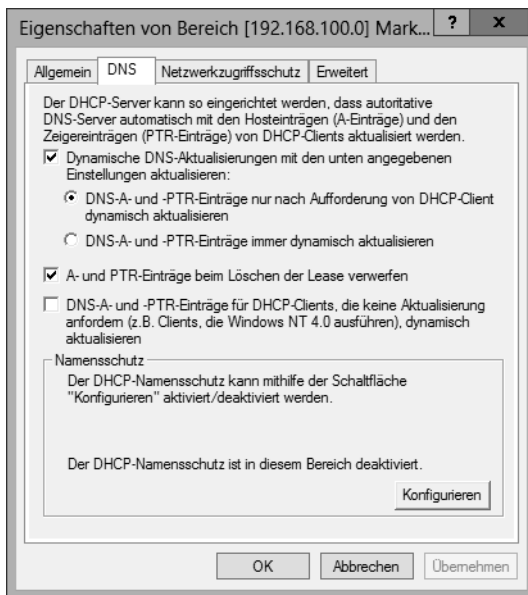 Eigenschaften von Bereich [192.168.100.0] Mark... ? x
Allgemein DNS Netzwerkzugriffsschutz Erweitert
Der DHCP-Server kann so eingerichtet werden, dass autoritative
DNS-Server automatisch mit den Hosteinträgen (A-Einträge) und den
Zeigereinträgen (PTR-Einträge) von DHCP-Clients aktualisiert werden.
Dynamische DNS-Aktualisierungen mit den unten angegebenen
Einstellungen aktualisieren:
DNS-A- und -PTR-Einträge nur nach Aufforderung von DHCP-Client
dynamisch aktualisieren
DNS-A- und -PTR-Einträge immer dynamisch aktualisieren
A- und PTR-Einträge beim Löschen der Lease verwerfen
DNS-A- und -PTR-Einträge für DHCP-Clients, die keine Aktualisierung
anfordern (z.B. Clients, die Windows NT 4.0 ausführen), dynamisch
aktualisieren
Namensschutz
Der DHCP-Namensschutz kann mithilfe der Schaltfläche
"Konfigurieren" aktiviert/deaktiviert werden.
Der DHCP-Namensschutz ist in diesem Bereich deaktiviert.
Konfigurieren
OK Abbrechen Übernehmen